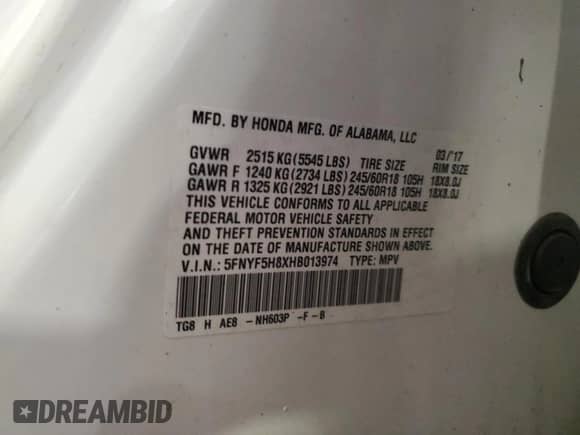 MFD. BY HONDA MFG. OF ALABAMA, LLC
03/'17
GVWR 2515 KG (5545 LBS) TIRE SIZE RIM SIZE
GAWR F 1240 KG (2734 LBS) 245/60R18 105H 18X8.0J
GAWR R 1325 KG (2921 LBS) 245/60R18 105H 18X8.0J
THIS VEHICLE CONFORMS TO ALL APPLICABLE
FEDERAL MOTOR VEHICLE SAFETY
AND THEFT PREVENTION STANDARDS IN EFFECT
ON THE DATE OF MANUFACTURE SHOWN ABOVE.
V.I.N.: 5FNYF5H8XHB013974 TYPE: MPV
TG8 H AE8 - NH603P -F - B
DREAMBID